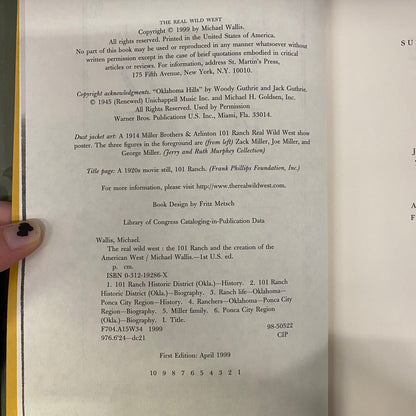 THE REAL WILD WEST
Copyright © 1999 by Michael Wallis.
All rights reserved. Printed in the United States of America.
No part of this book may be used or reproduced in any manner whatsoever without
written permission except in the case of brief quotations embodied in critical
articles or reviews. For information, address St. Martin's Press,
175 Fifth Avenue, New York, N.Y. 10010.
Copyright acknowledgments. "Oklahoma Hills" by Woody Guthrie and Jack Guthrie.
© 1945 (Renewed) Unichappell Music Inc. and Michael H. Goldsen, Inc.
All rights Reserved. Used by Permission
Warner Bros. Publications U.S. Inc., Miami, Fla. 33014.
Dust jacket art: A 1914 Miller Brothers & Arlinton 101 Ranch Real Wild West show
poster. The three figures in the foreground are (from left) Zack Miller, Joe Miller, and
George Miller. (Jerry and Ruth Murphey Collection)
Title page: A 1920s movie still, 101 Ranch. (Frank Phillips Foundation, Inc.)
For more information, please visit http://www.therealwildwest.com.
Book Design by Fritz Metsch
Library of Congress Cataloging-in-Publication Data
Wallis, Michael.
The real wild west : the 101 Ranch and the creation of the
American West / Michael Wallis.—1st U.S. ed.
p. cm.
ISBN 0-312-19286-X
1. 101 Ranch Historic District (Okla.)—History. 2. 101 Ranch
Historic District (Okla.)—Biography. 3. Ranch life—Oklahoma—
Ponca City Region—History. 4. Ranchers—Oklahoma—Ponca City
Region—Biography. 5. Miller family. 6. Ponca City Region
(Okla.)—Biography. I. Title.
F704.A15W34 1999
976.6'24—dc21
98-50522
CIP
First Edition: April 1999
10 9 8 7 6 5 4 3 2 1
SU
J
A
F